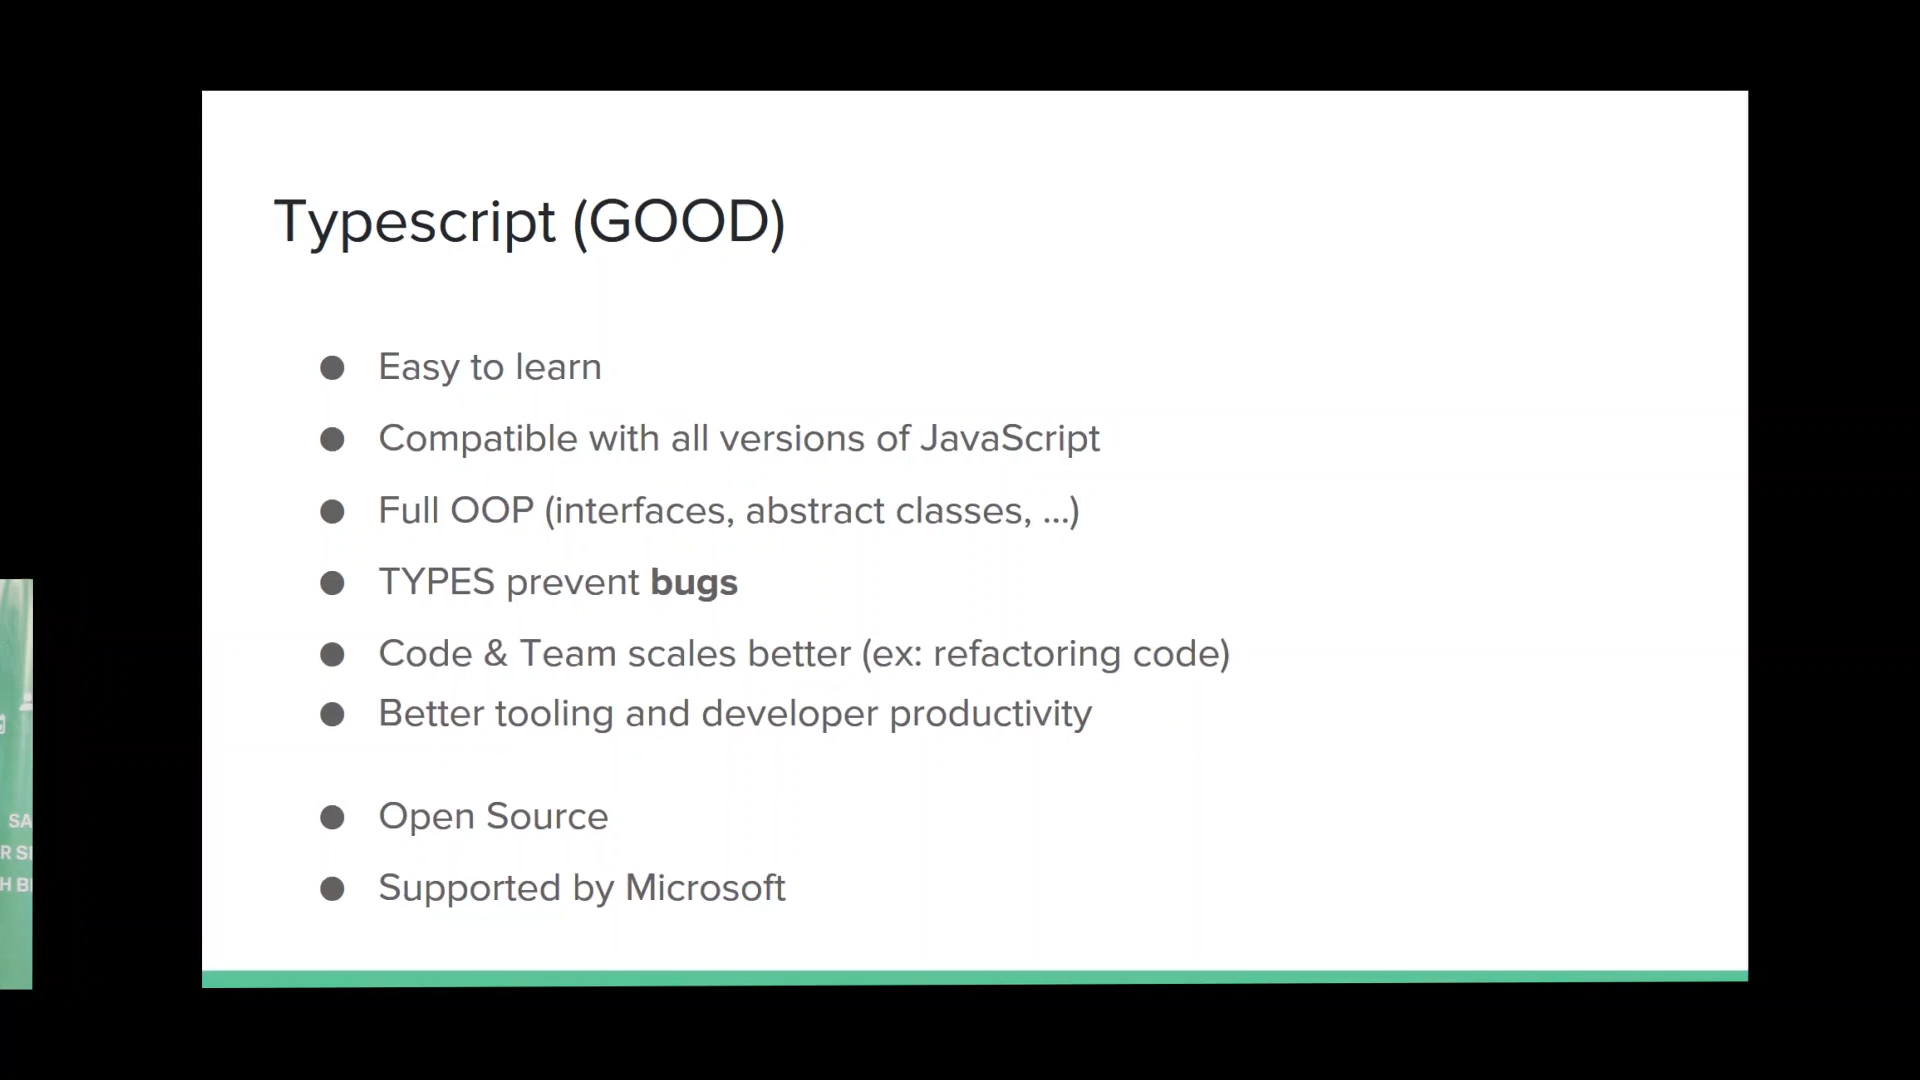 Typescript (GOOD)
● Easy to learn
● Compatible with all versions of JavaScript
● Full OOP (interfaces, abstract classes, ...)
● TYPES prevent bugs
● Code & Team scales better (ex: refactoring code)
● Better tooling and developer productivity
● Open Source
● Supported by Microsoft
SA
R
H